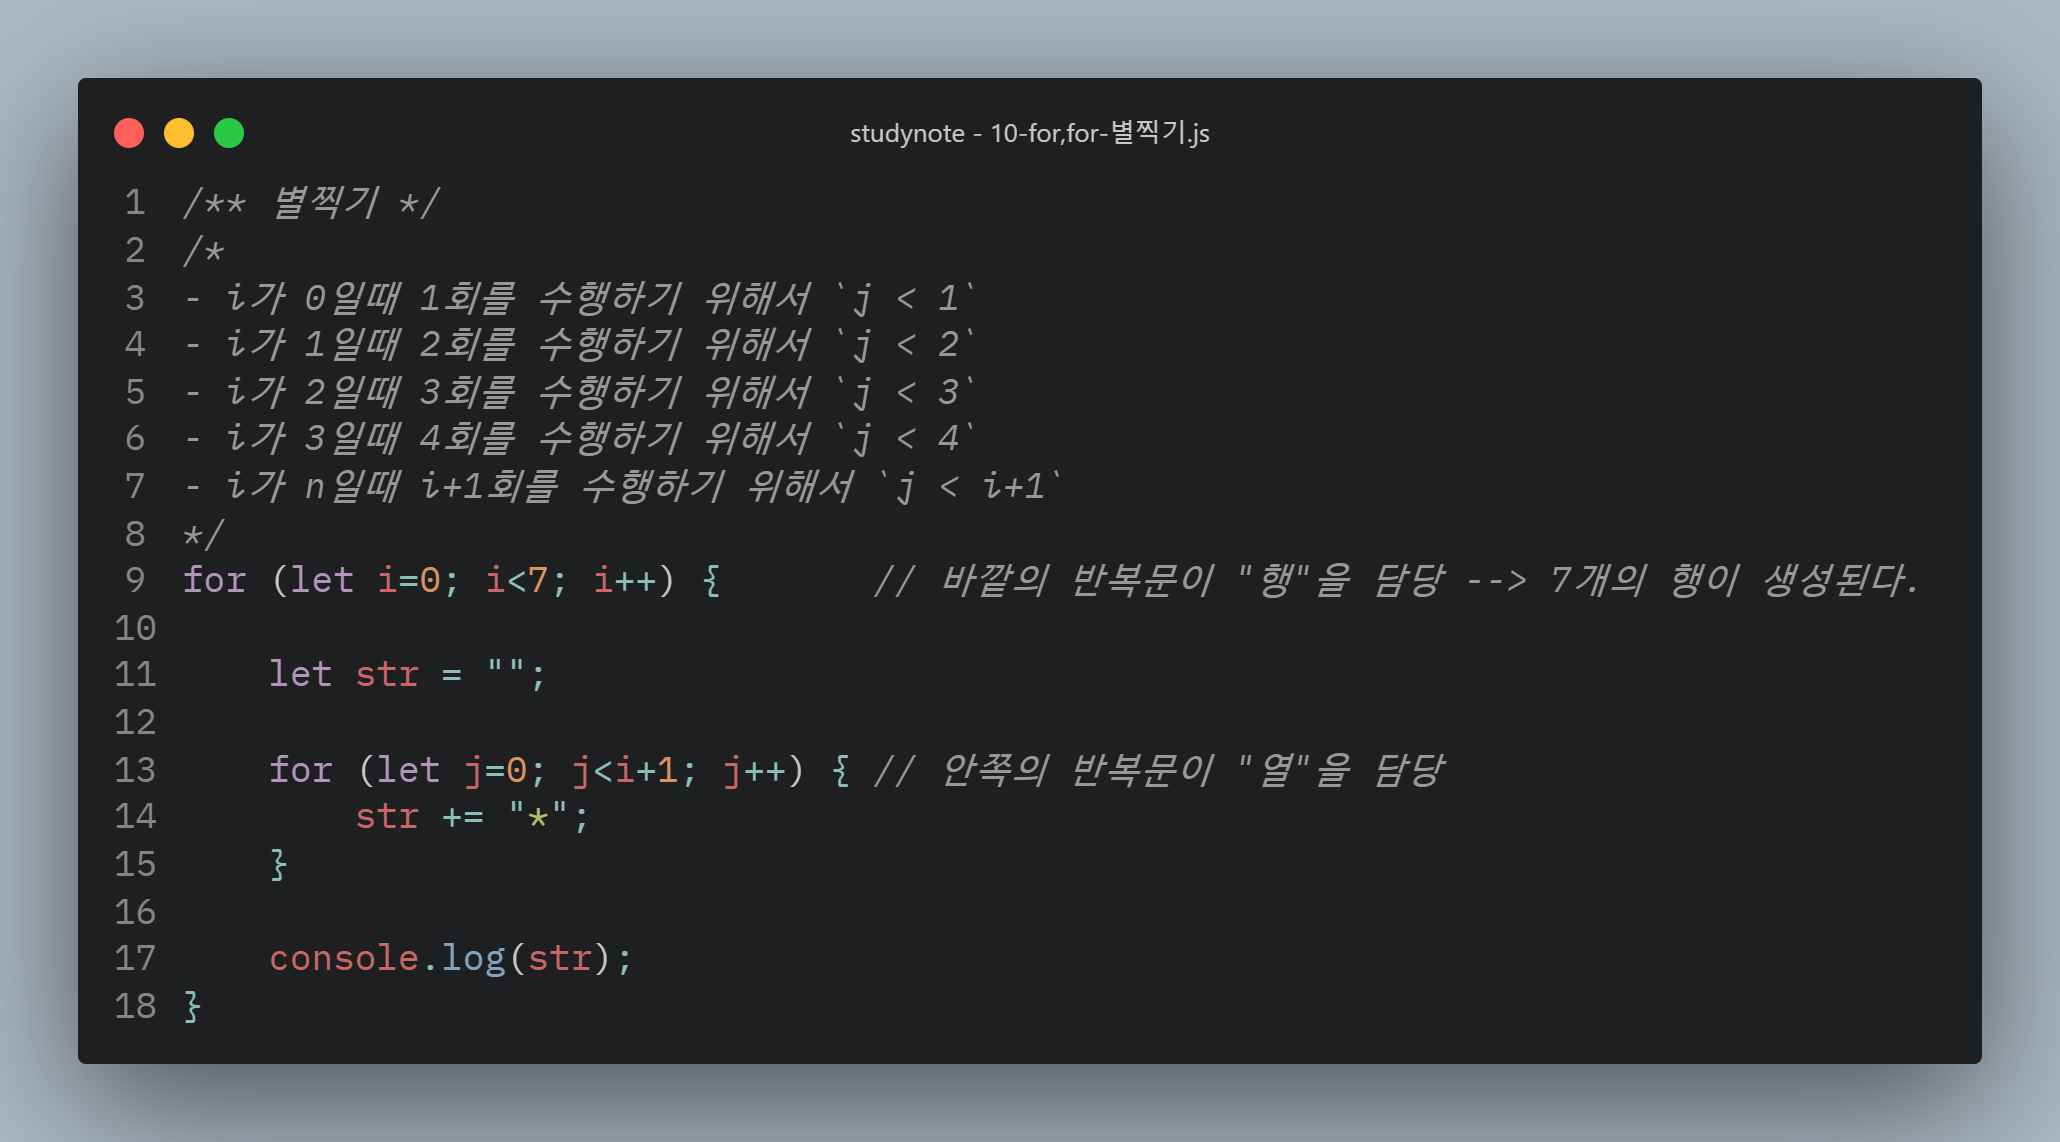 studynote - 10-for,for-별찍기.js
1 /** 별찍기 */
2 /*
3 - i가 0일때 1회를 수행하기 위해서 `j < 1`
4 - i가 1일때 2회를 수행하기 위해서 `j < 2`
5 - i가 2일때 3회를 수행하기 위해서 `j < 3`
6 - i가 3일때 4회를 수행하기 위해서 `j < 4`
7 - i가 n일때 i+1회를 수행하기 위해서 `j < i+1`
8 */
9 for (let i=0; i<7; i++) {       // 바깥의 반복문이 "행"을 담당 --> 7개의 행이 생성된다.
10
11     let str = "";
12
13     for (let j=0; j<i+1; j++) { // 안쪽의 반복문이 "열"을 담당
14         str += "*";
15     }
16
17     console.log(str);
18 }